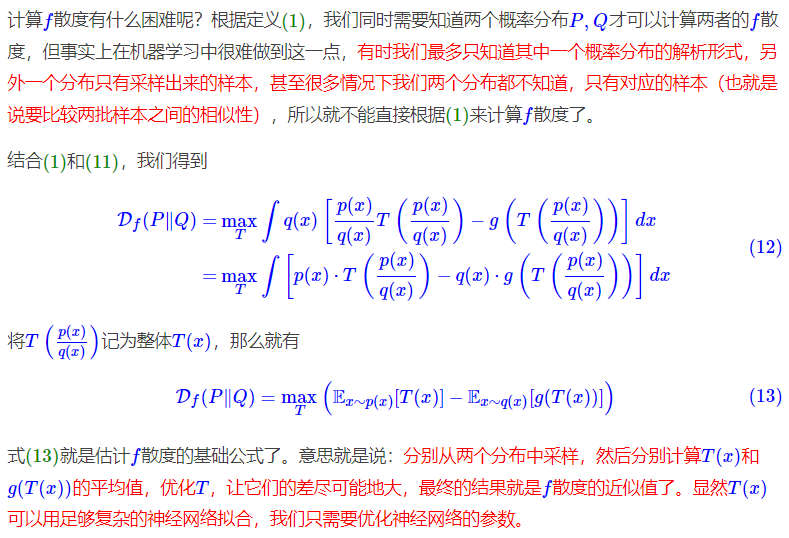 计算f散度有什么困难呢？根据定义(1)，我们同时需要知道两个概率分布P, Q才可以计算两者的f散
度，但事实上在机器学习中很难做到这一点，有时我们最多只知道其中一个概率分布的解析形式，另
外一个分布只有采样出来的样本，甚至很多情况下我们两个分布都不知道，只有对应的样本（也就是
说要比较两批样本之间的相似性），所以就不能直接根据(1)来计算f散度了。
结合(1)和(11)，我们得到
$\mathcal{D}_f(P\|Q) = \max_T \int q(x) \left[ \frac{p(x)}{q(x)} T\left(\frac{p(x)}{q(x)}\right) - g\left(T\left(\frac{p(x)}{q(x)}\right)\right) \right] dx$
$= \max_T \int \left[ p(x) \cdot T\left(\frac{p(x)}{q(x)}\right) - q(x) \cdot g\left(T\left(\frac{p(x)}{q(x)}\right)\right) \right] dx$ (12)
将$T\left(\frac{p(x)}{q(x)}\right)$记为整体T(x)，那么就有
$\mathcal{D}_f(P\|Q) = \max_T \left( \mathbb{E}_{x\sim p(x)}[T(x)] - \mathbb{E}_{x\sim q(x)}[g(T(x))] \right)$ (13)
式(13)就是估计f散度的基础公式了。意思就是说：分别从两个分布中采样，然后分别计算T(x)和
g(T(x))的平均值，优化T，让它们的差尽可能地大，最终的结果就是f散度的近似值了。显然T(x)
可以用足够复杂的神经网络拟合，我们只需要优化神经网络的参数。